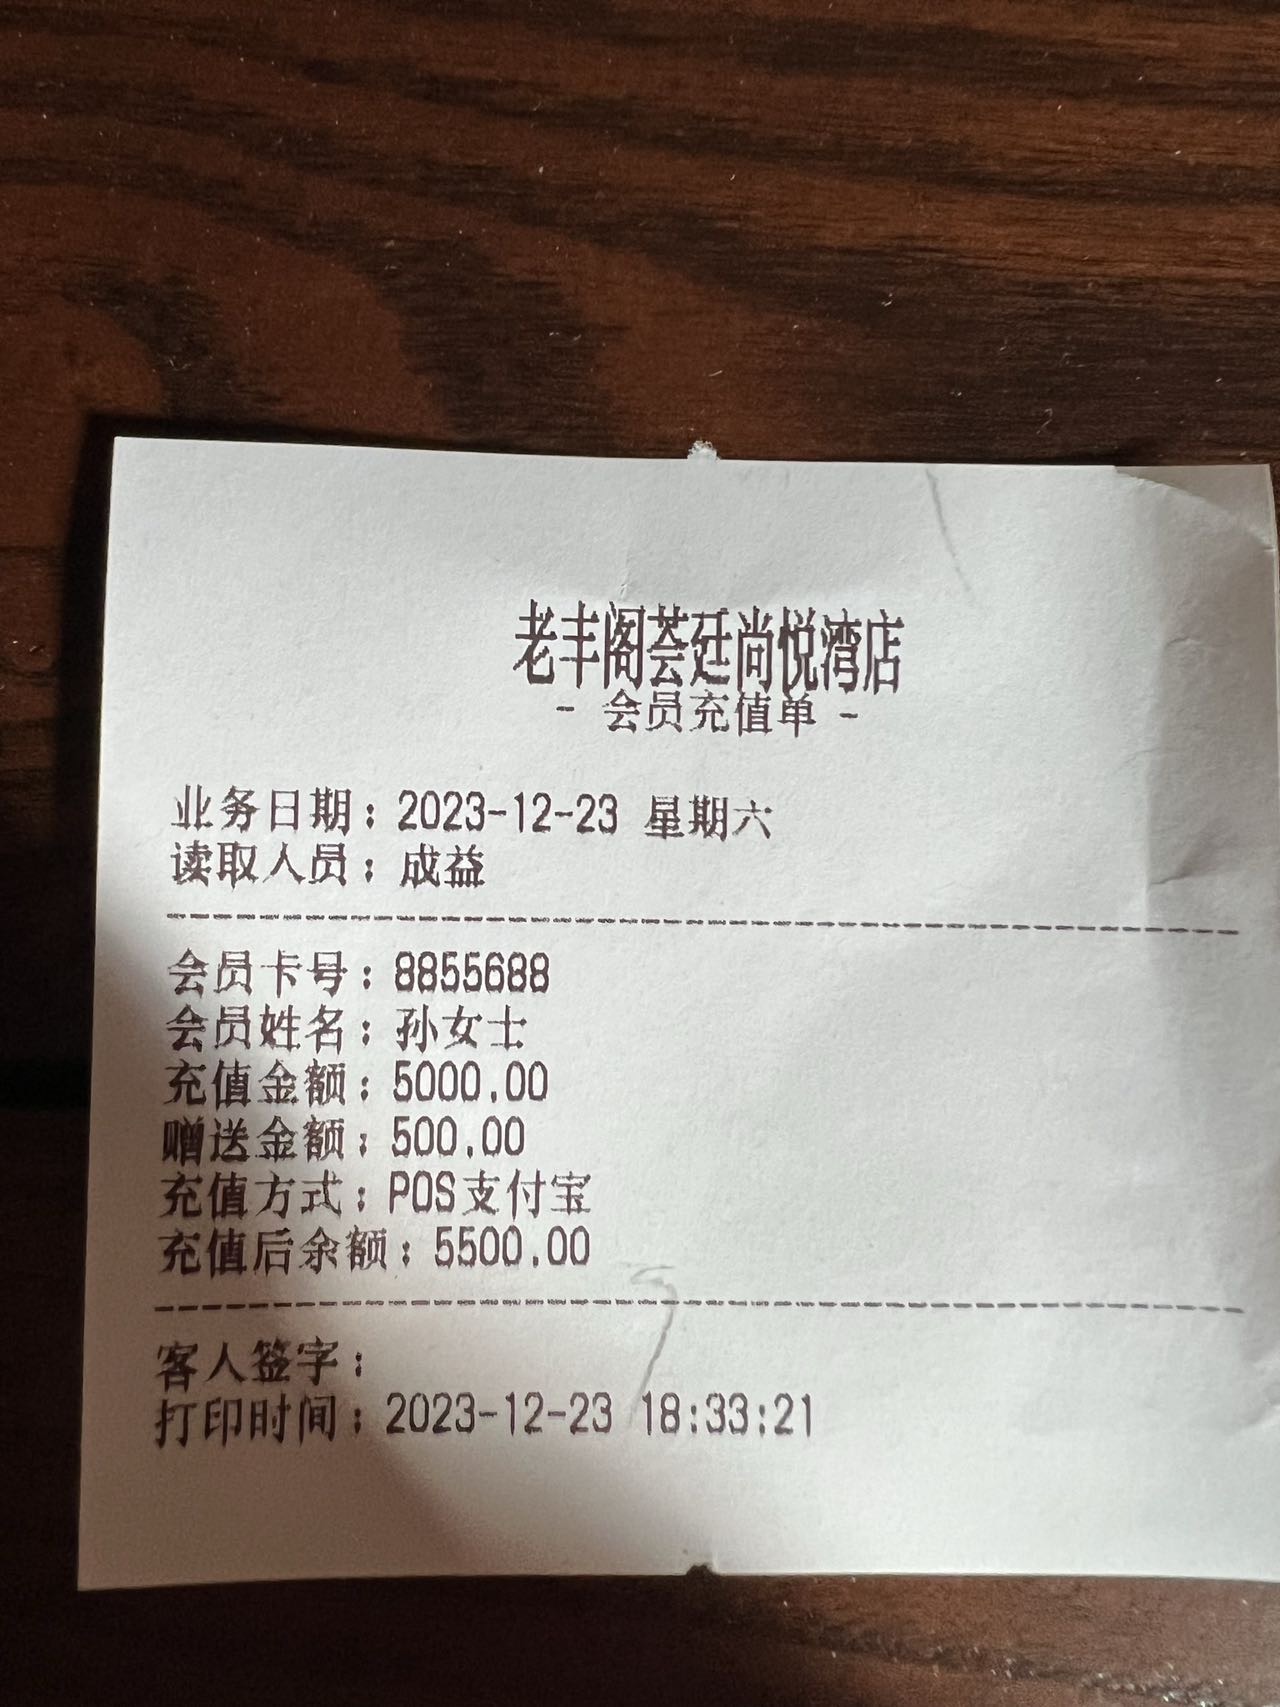 老丰阁荟廷尚悦湾店
- 会员充值单 -
业务日期：2023-12-23 星期六
读取人员：成益
会员卡号：8855688
会员姓名：孙女士
充值金额：5000.00
赠送金额：500.00
充值方式：POS支付宝
充值后余额：5500.00
客人签字：
打印时间：2023-12-23 18:33:21